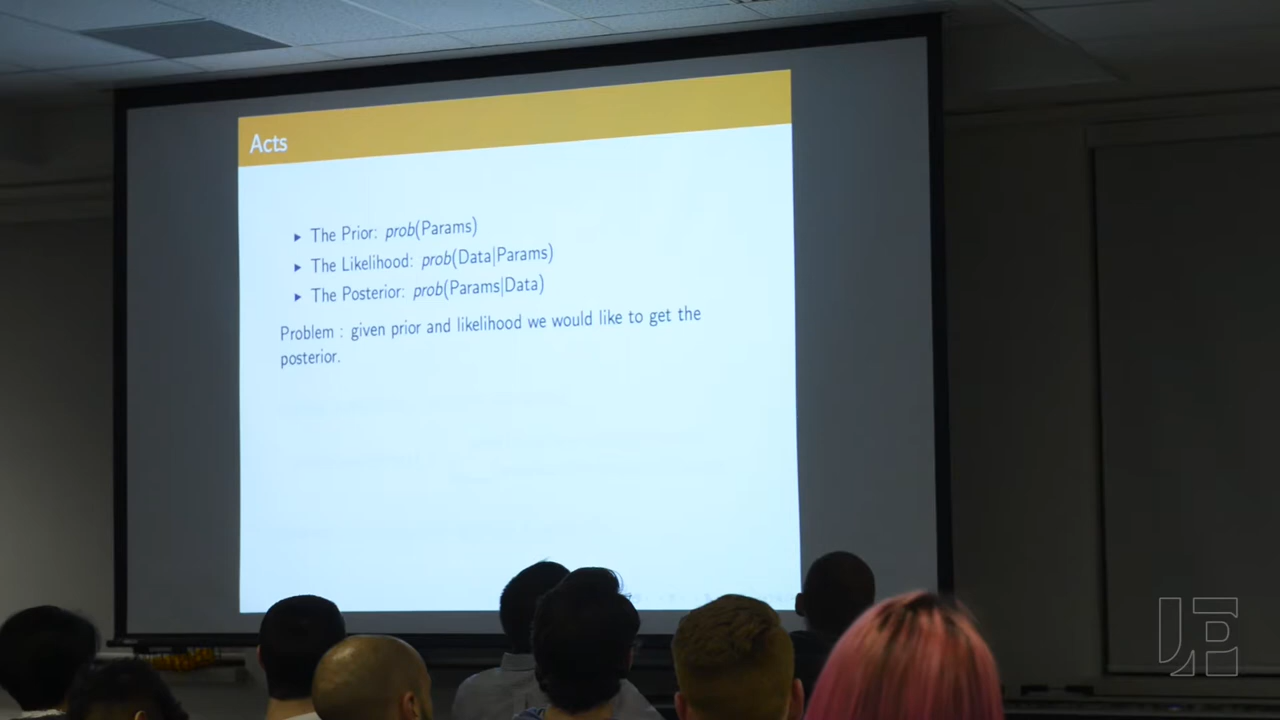 Acts
▸ The Prior: prob(Params)
▸ The Likelihood: prob(Data|Params)
▸ The Posterior: prob(Params|Data)
Problem : given prior and likelihood we would like to get the
posterior.